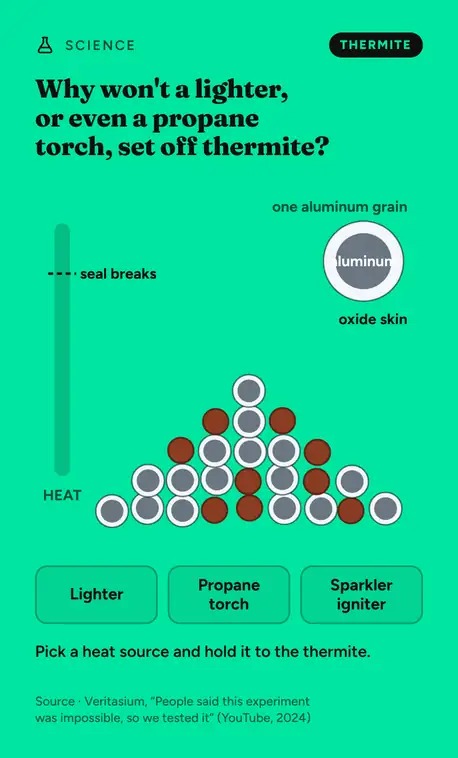 SCIENCE
THERMITE
Why won't a lighter,
or even a propane
torch, set off thermite?
one aluminum grain
aluminum
seal breaks
oxide skin
HEAT
Lighter
Propane
torch
Sparkler
igniter
Pick a heat source and hold it to the thermite.
Source · Veritasium, “People said this experiment
was impossible, so we tested it” (YouTube, 2024)